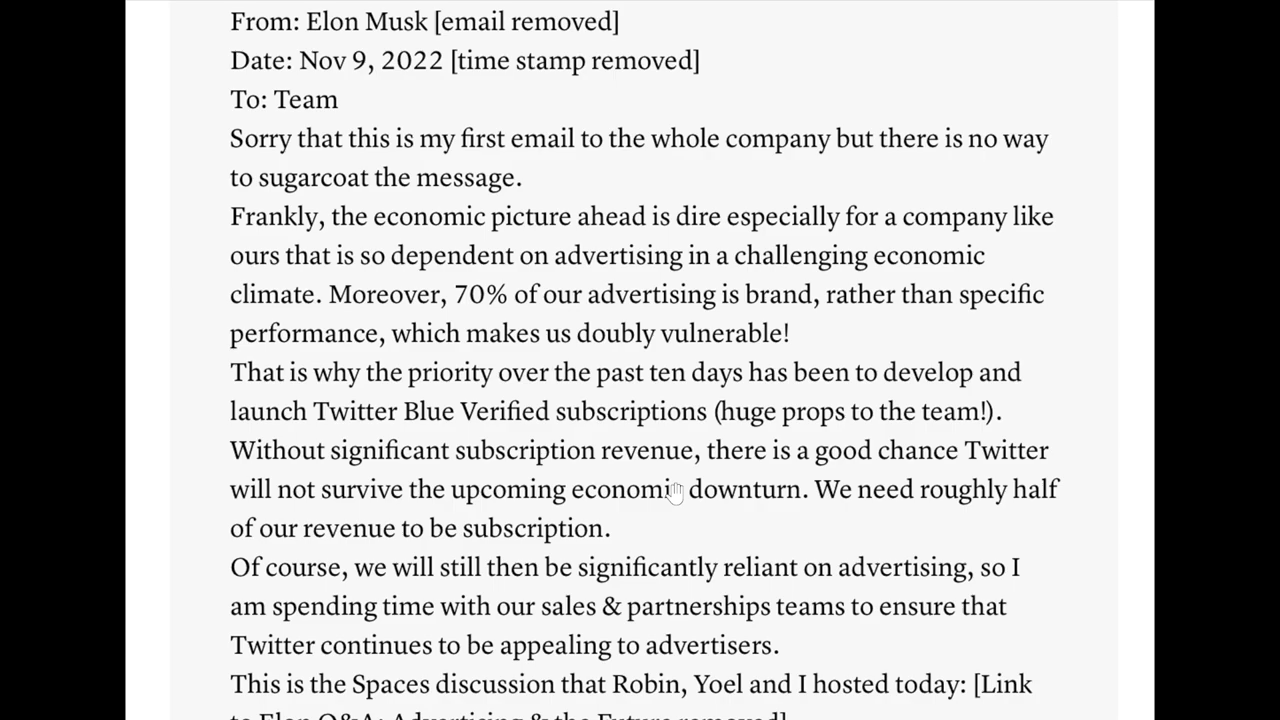 From: Elon Musk [email removed]
Date: Nov 9, 2022 [time stamp removed]
To: Team
Sorry that this is my first email to the whole company but there is no way
to sugarcoat the message.
Frankly, the economic picture ahead is dire especially for a company like
ours that is so dependent on advertising in a challenging economic
climate. Moreover, 70% of our advertising is brand, rather than specific
performance, which makes us doubly vulnerable!
That is why the priority over the past ten days has been to develop and
launch Twitter Blue Verified subscriptions (huge props to the team!).
Without significant subscription revenue, there is a good chance Twitter
will not survive the upcoming economic downturn. We need roughly half
of our revenue to be subscription.
Of course, we will still then be significantly reliant on advertising, so I
am spending time with our sales & partnerships teams to ensure that
Twitter continues to be appealing to advertisers.
This is the Spaces discussion that Robin, Yoel and I hosted today: [Link
to Elon Q&A: Advertising & the Future removed]